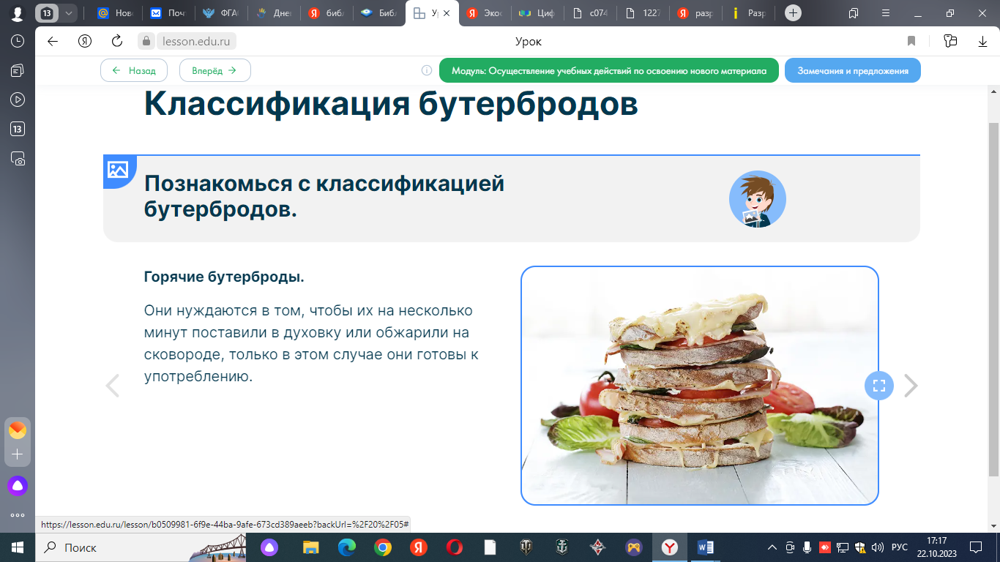 13
Нов
Поч
ФГА
Дне
библ
Библ
Ур
Экос
Циф
с074
1227
разр
Разр
lesson.edu.ru
Урок
Назад
Вперёд
Модуль: Осуществление учебных действий по освоению нового материала
Замечания и предложения
13
Классификация бутербродов
Познакомься с классификацией
бутербродов.
Горячие бутерброды.
Они нуждаются в том, чтобы их на несколько
минут поставили в духовку или обжарили на
сковороде, только в этом случае они готовы к
употреблению.
https://lesson.edu.ru/lesson/b0509981-6f9e-44ba-9afe-673cd389aeeb?backUrl=%2F20%2F05#
Поиск
РУС
17:17
22.10.2023